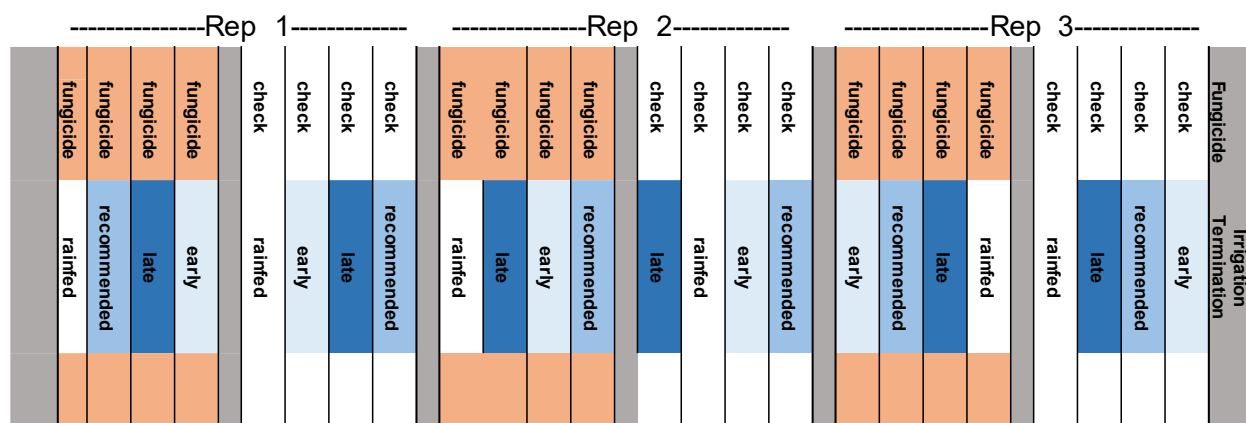 ---------------Rep 1------------
--------------Rep 2------------
---------------Rep 3-------------
fungicide
fungicide
fungicide
fungicide
check
check
check
check
fungicide
fungicide
fungicide
fungicide
check
check
check
check
fungicide
fungicide
fungicide
fungicide
check
check
check
check
Fungicide
rainfed
recommended
late
early
rainfed
early
late
recommended
rainfed
late
early
recommended
late
rainfed
early
recommended
early
recommended
late
rainfed
rainfed
late
recommended
early
Irrigation
Termination